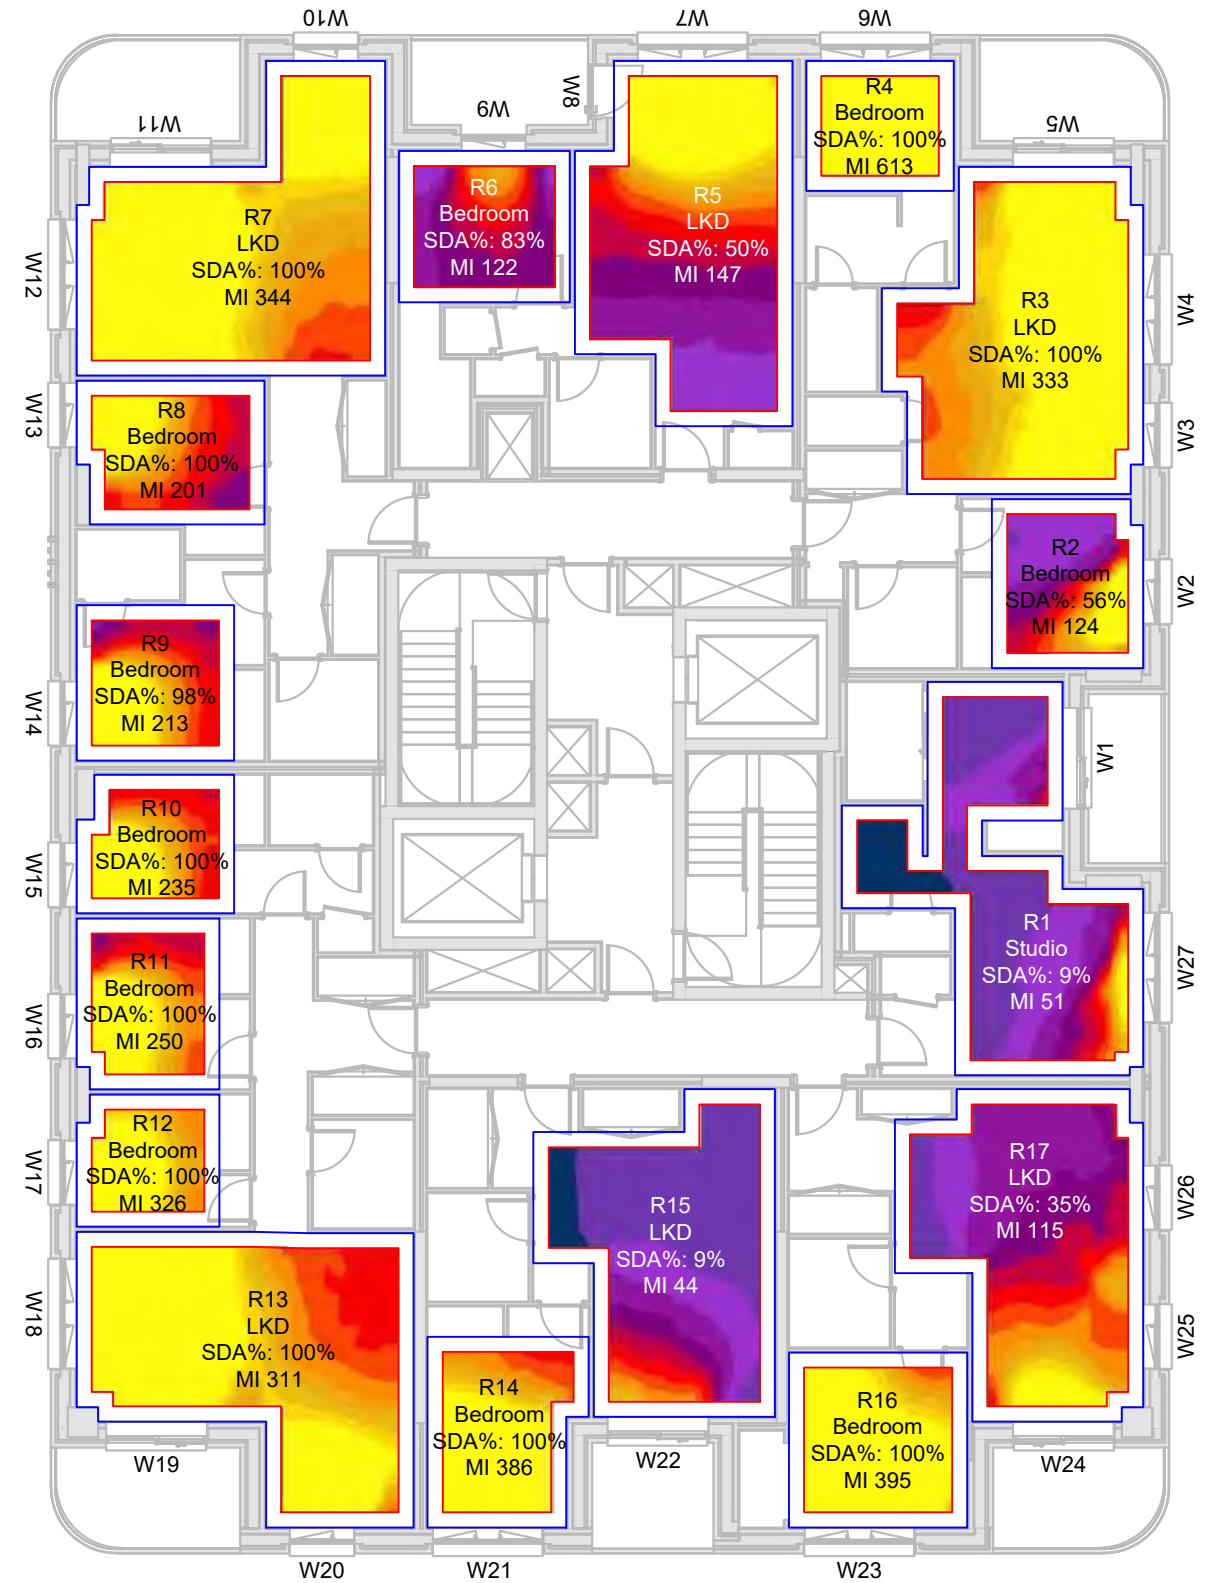 W10
W7
W6
W11
W9
W8
W5
R4
Bedroom
SDA%: 100%
MI 613
R6
Bedroom
SDA%: 83%
MI 122
R5
LKD
SDA%: 50%
MI 147
R7
LKD
SDA%: 100%
MI 344
W12
R3
LKD
SDA%: 100%
MI 333
W4
R8
Bedroom
SDA%: 100%
MI 201
W13
W3
R2
Bedroom
SDA%: 56%
MI 124
W2
R9
Bedroom
SDA%: 98%
MI 213
W14
W1
R10
Bedroom
SDA%: 100%
MI 235
W15
R1
Studio
SDA%: 9%
MI 51
W27
R11
Bedroom
SDA%: 100%
MI 250
W16
R12
Bedroom
SDA%: 100%
MI 326
W17
R17
LKD
SDA%: 35%
MI 115
W26
R15
LKD
SDA%: 9%
MI 44
R13
LKD
SDA%: 100%
MI 311
W18
W25
R14
Bedroom
SDA%: 100%
MI 386
R16
Bedroom
SDA%: 100%
MI 395
W19
W22
W24
W20
W21
W23